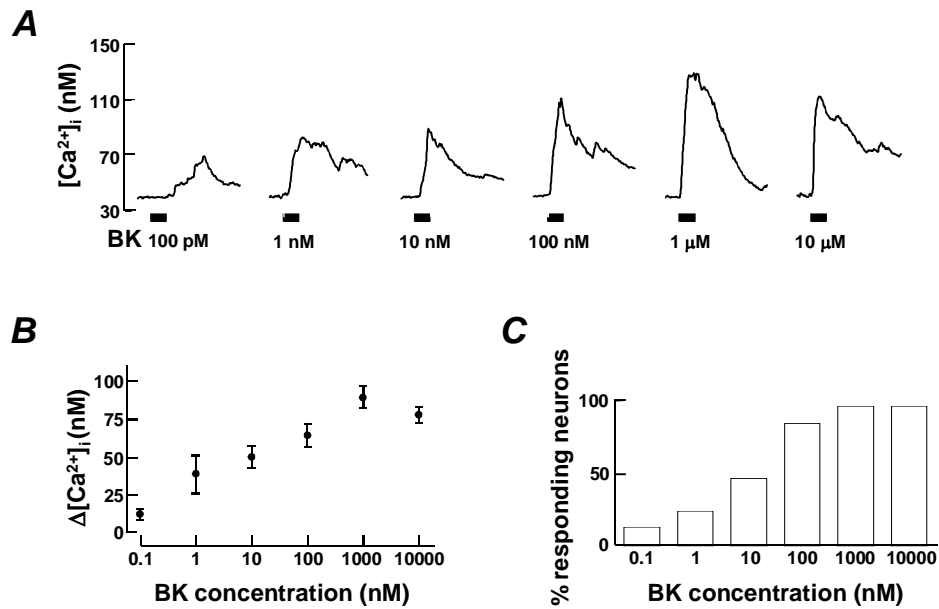 A
[Ca²⁺]ᵢ (nM)
150
110
70
30
BK 100 pM 1 nM 10 nM 100 nM 1 µM 10 µM
B
Δ[Ca²⁺]ᵢ (nM)
100
75
50
25
0
0.1 1 10 100 1000 10000
BK concentration (nM)
C
% responding neurons
100
50
0
0.1 1 10 100 1000 10000
BK concentration (nM)